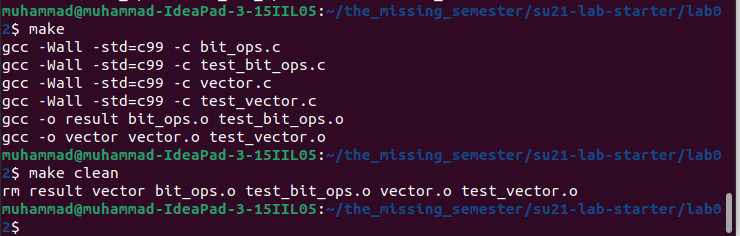 muhammad@muhammad-IdeaPad-3-15IIL05:~/the_missing_semester/su21-lab-starter/lab0
2$ make
gcc -Wall -std=c99 -c bit_ops.c
gcc -Wall -std=c99 -c test_bit_ops.c
gcc -Wall -std=c99 -c vector.c
gcc -Wall -std=c99 -c test_vector.c
gcc -o result bit_ops.o test_bit_ops.o
gcc -o vector vector.o test_vector.o
muhammad@muhammad-IdeaPad-3-15IIL05:~/the_missing_semester/su21-lab-starter/lab0
2$ make clean
rm result vector bit_ops.o test_bit_ops.o vector.o test_vector.o
muhammad@muhammad-IdeaPad-3-15IIL05:~/the_missing_semester/su21-lab-starter/lab0
2$